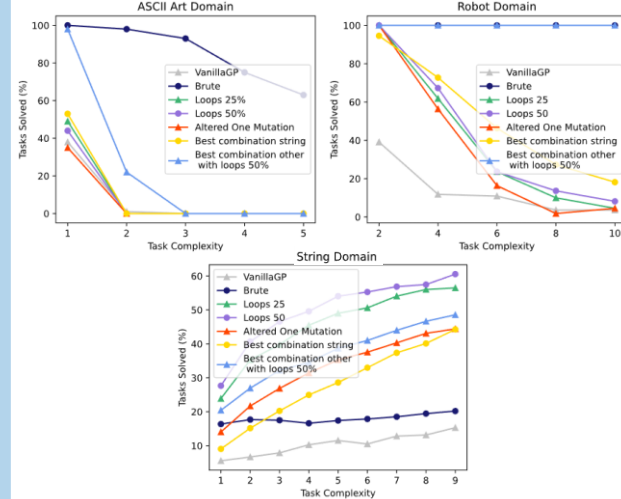 ASCII Art Domain
100
80
60
40
20
0
Tasks Solved (%)
VanillaGP
Brute
Loops 25%
Loops 50%
Altered One Mutation
Best combination string
Best combination other
with loops 50%
1 2 3 4 5
Task Complexity
Robot Domain
100
80
60
40
20
0
Tasks Solved (%)
VanillaGP
Brute
Loops 25
Loops 50
Altered One Mutation
Best combination string
Best combination other
with loops 50%
2 4 6 8 10
Task Complexity
String Domain
60
50
40
30
20
10
Tasks Solved (%)
VanillaGP
Brute
Loops 25
Loops 50
Altered One Mutation
Best combination string
Best combination other
with loops 50%
1 2 3 4 5 6 7 8 9
Task Complexity